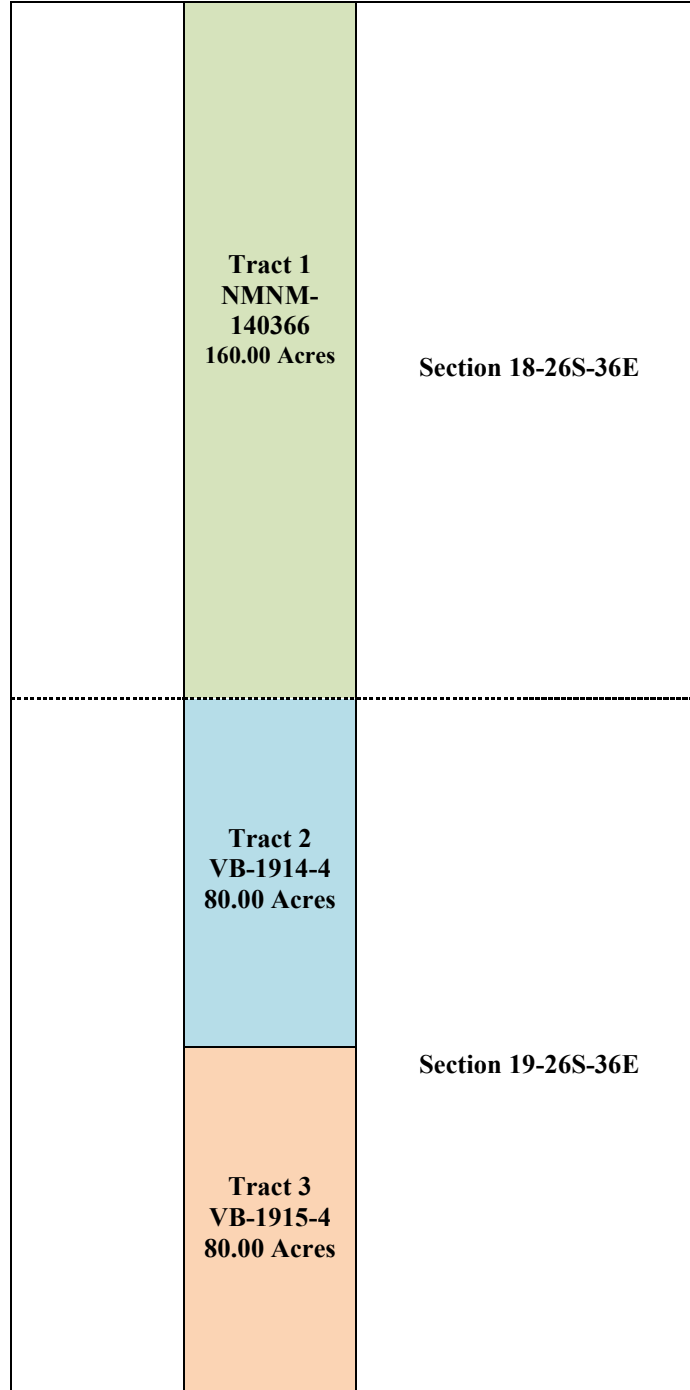 Tract 1
NMNM-
140366
160.00 Acres
Section 18-26S-36E
Tract 2
VB-1914-4
80.00 Acres
Section 19-26S-36E
Tract 3
VB-1915-4
80.00 Acres